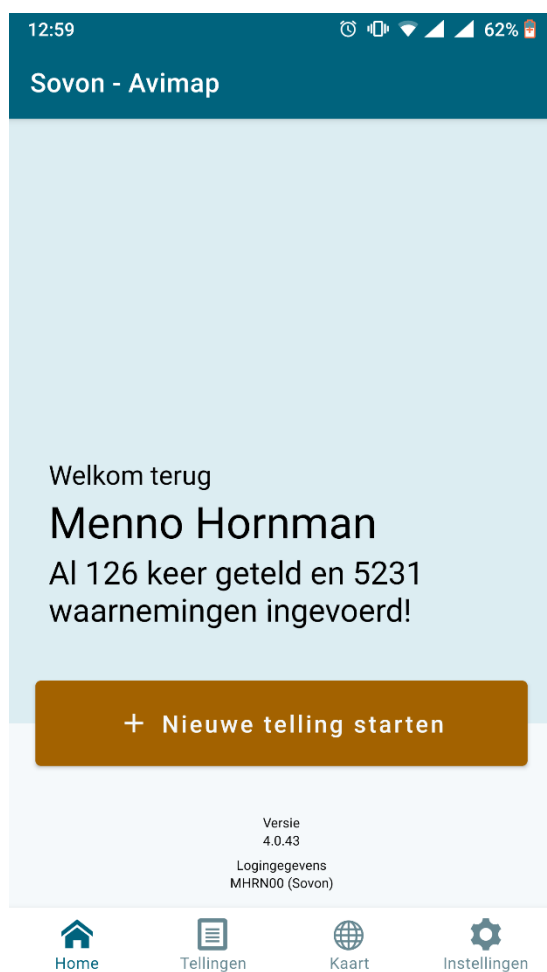 12:59
62%
Sovon - Avimap
Welkom terug
Menno Hornman
Al 126 keer geteld en 5231
waarnemingen ingevoerd!
+ Nieuwe telling starten
Versie
4.0.43
Logingegevens
MHRN00 (Sovon)
Home
Tellingen
Kaart
Instellingen